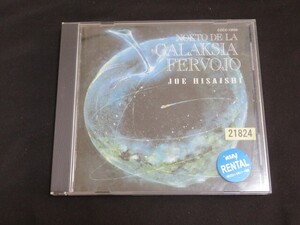 NOKTO DE LA
GALAKSIA
FERVOJO
JOE HISAISHI
21824
RENTAL